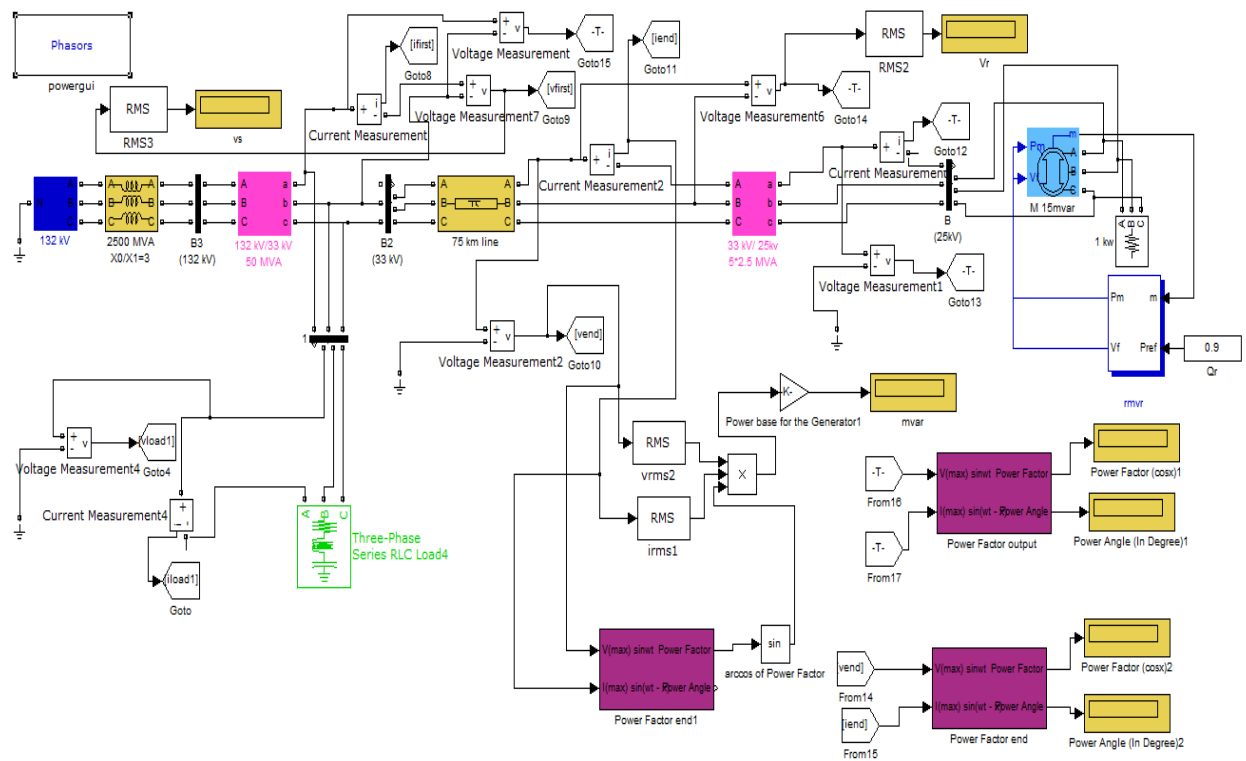 Phasors
powergui
RMS
RMS3
vs
[ifirst]
Goto8
Current Measurement
Voltage Measurement
-T-
Goto15
Voltage Measurement7
[vfirst]
Goto9
[iend]
Goto11
Current Measurement2
Voltage Measurement6
-T-
Goto14
RMS
RMS2
Vr
-T-
Goto12
Current Measurement
132 kV
2500 MVA
X0/X1=3
B3
(132 kV)
132 kV/33 kV
50 MVA
B2
(33 kV)
75 km line
33 kV/ 25kv
5*2.5 MVA
B
(25kV)
Pm
m
A
B
C
M 15mvar
1 kw
A B C
Voltage Measurement1
-T-
Goto13
Pm
m
Vf
Pref
rmvr
0.9
Qr
1
Voltage Measurement2
[vend]
Goto10
Voltage Measurement4
[vload1]
Goto4
Current Measurement4
[iload1]
Goto
A B C
Three-Phase
Series RLC Load4
RMS
vrms2
RMS
irms1
X
-K-
Power base for the Generator1
mvar
V(max) sinwt Power Factor
I(max) sin(wt - Power Angle
Power Factor end1
sin
arccos of Power Factor
-T-
From16
-T-
From17
V(max) sinwt Power Factor
I(max) sin(wt - Power Angle
Power Factor output
Power Factor (cosx)1
Power Angle (In Degree)1
[vend]
From14
[iend]
From15
V(max) sinwt Power Factor
I(max) sin(wt - Power Angle
Power Factor end
Power Factor (cosx)2
Power Angle (In Degree)2